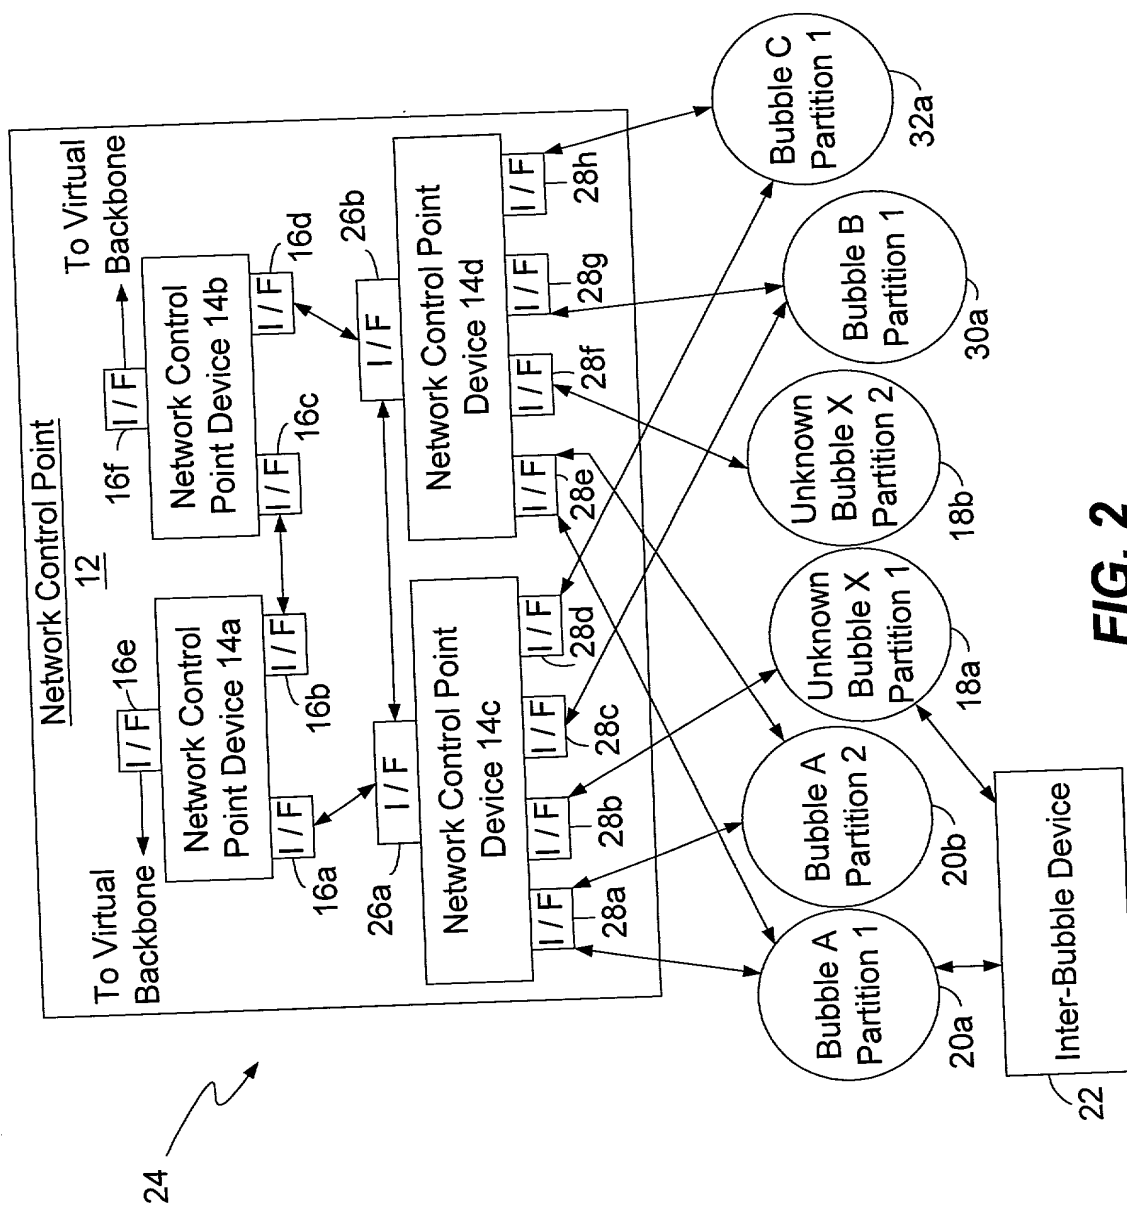 Network Control Point
12
To Virtual
Backbone
To Virtual
Backbone
I / F
16e
16f
I / F
Network Control
Point Device 14a
Network Control
Point Device 14b
I / F
16a
I / F
16b
I / F
16c
I / F
16d
26a
I / F
I / F
26b
Network Control Point
Device 14c
Network Control Point
Device 14d
I / F
I / F
I / F
I / F
I / F
I / F
I / F
I / F
28a
28b
28c
28d
28e
28f
28g
28h
24
Bubble A
Partition 1
20a
Bubble A
Partition 2
20b
Unknown
Bubble X
Partition 1
18a
Unknown
Bubble X
Partition 2
18b
Bubble B
Partition 1
30a
Bubble C
Partition 1
32a
Inter-Bubble Device
22
FIG. 2